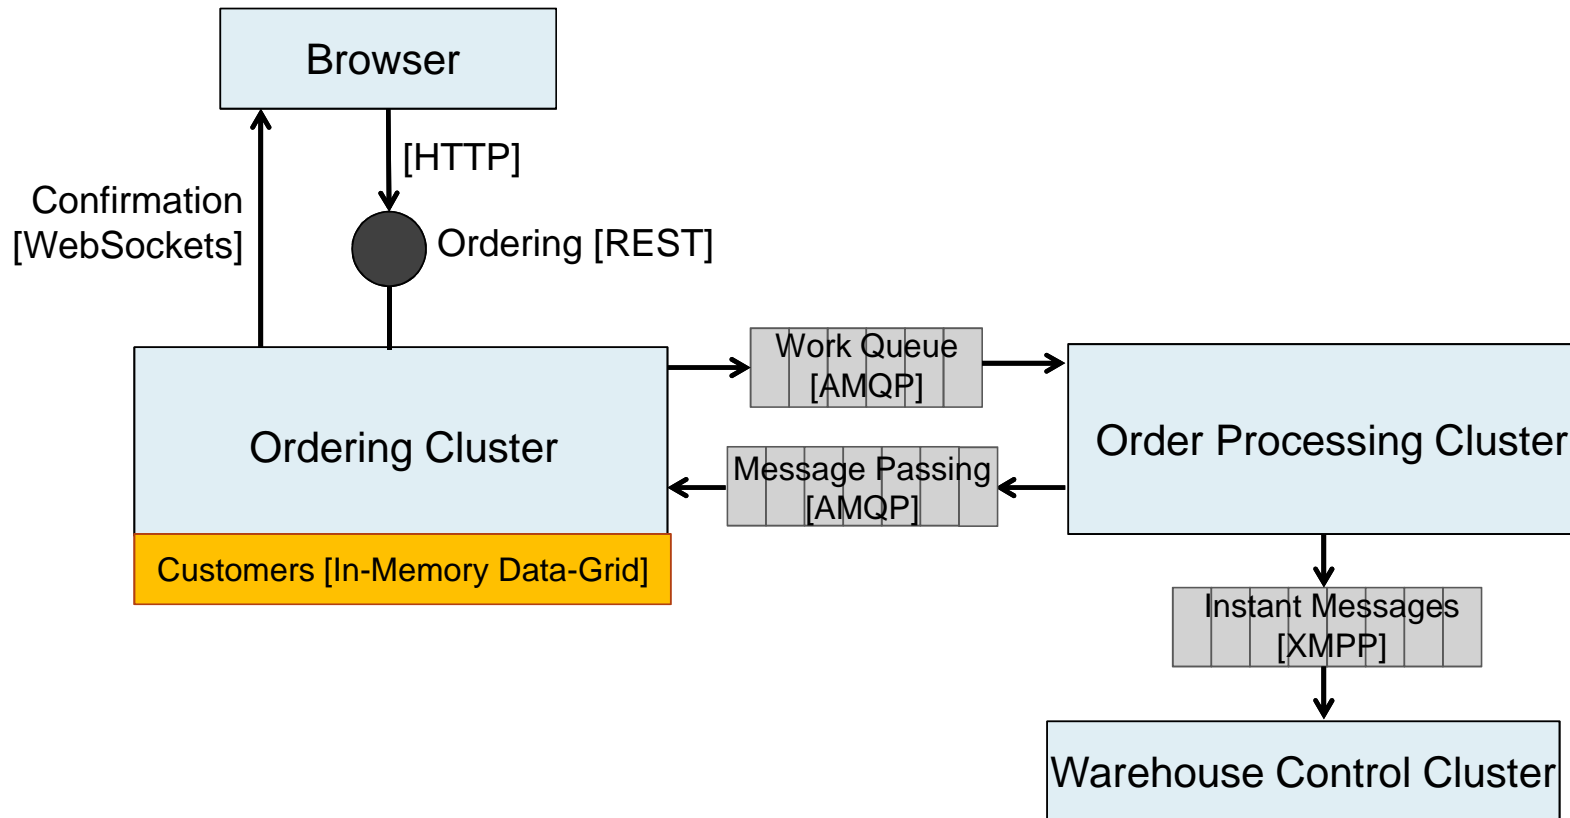 Browser
[HTTP]
Confirmation
[WebSockets]
Ordering [REST]
Work Queue
[AMQP]
Ordering Cluster
Order Processing Cluster
Message Passing
[AMQP]
Customers [In-Memory Data-Grid]
Instant Messages
[XMPP]
Warehouse Control Cluster